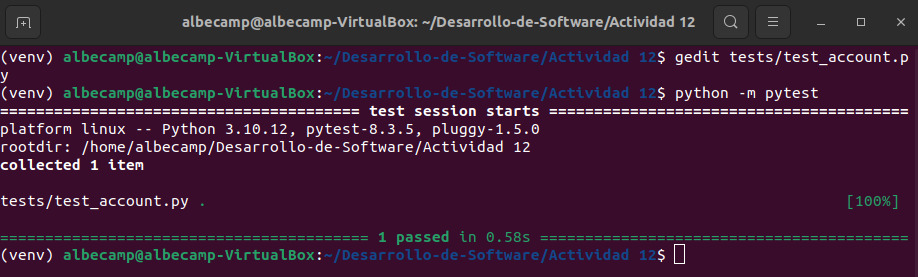 albecamp@albecamp-VirtualBox: ~/Desarrollo-de-Software/Actividad 12
(venv) albecamp@albecamp-VirtualBox:~/Desarrollo-de-Software/Actividad 12$ gedit tests/test_account.p
y
(venv) albecamp@albecamp-VirtualBox:~/Desarrollo-de-Software/Actividad 12$ python -m pytest
======================================= test session starts =======================================
platform linux -- Python 3.10.12, pytest-8.3.5, pluggy-1.5.0
rootdir: /home/albecamp/Desarrollo-de-Software/Actividad 12
collected 1 item
tests/test_account.py . [100%]
======================================== 1 passed in 0.58s ========================================
(venv) albecamp@albecamp-VirtualBox:~/Desarrollo-de-Software/Actividad 12$